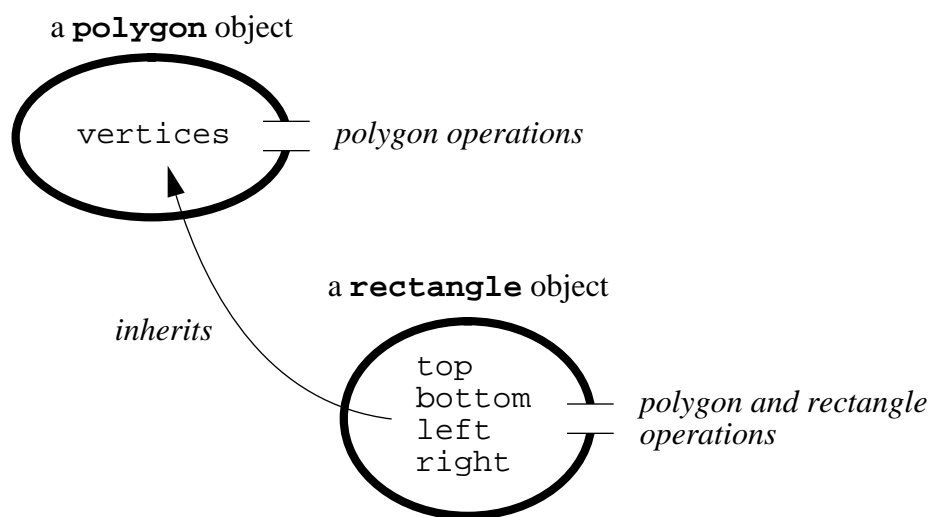 a polygon object
vertices
polygon operations
a rectangle object
inherits
top
bottom
left
right
polygon and rectangle
operations